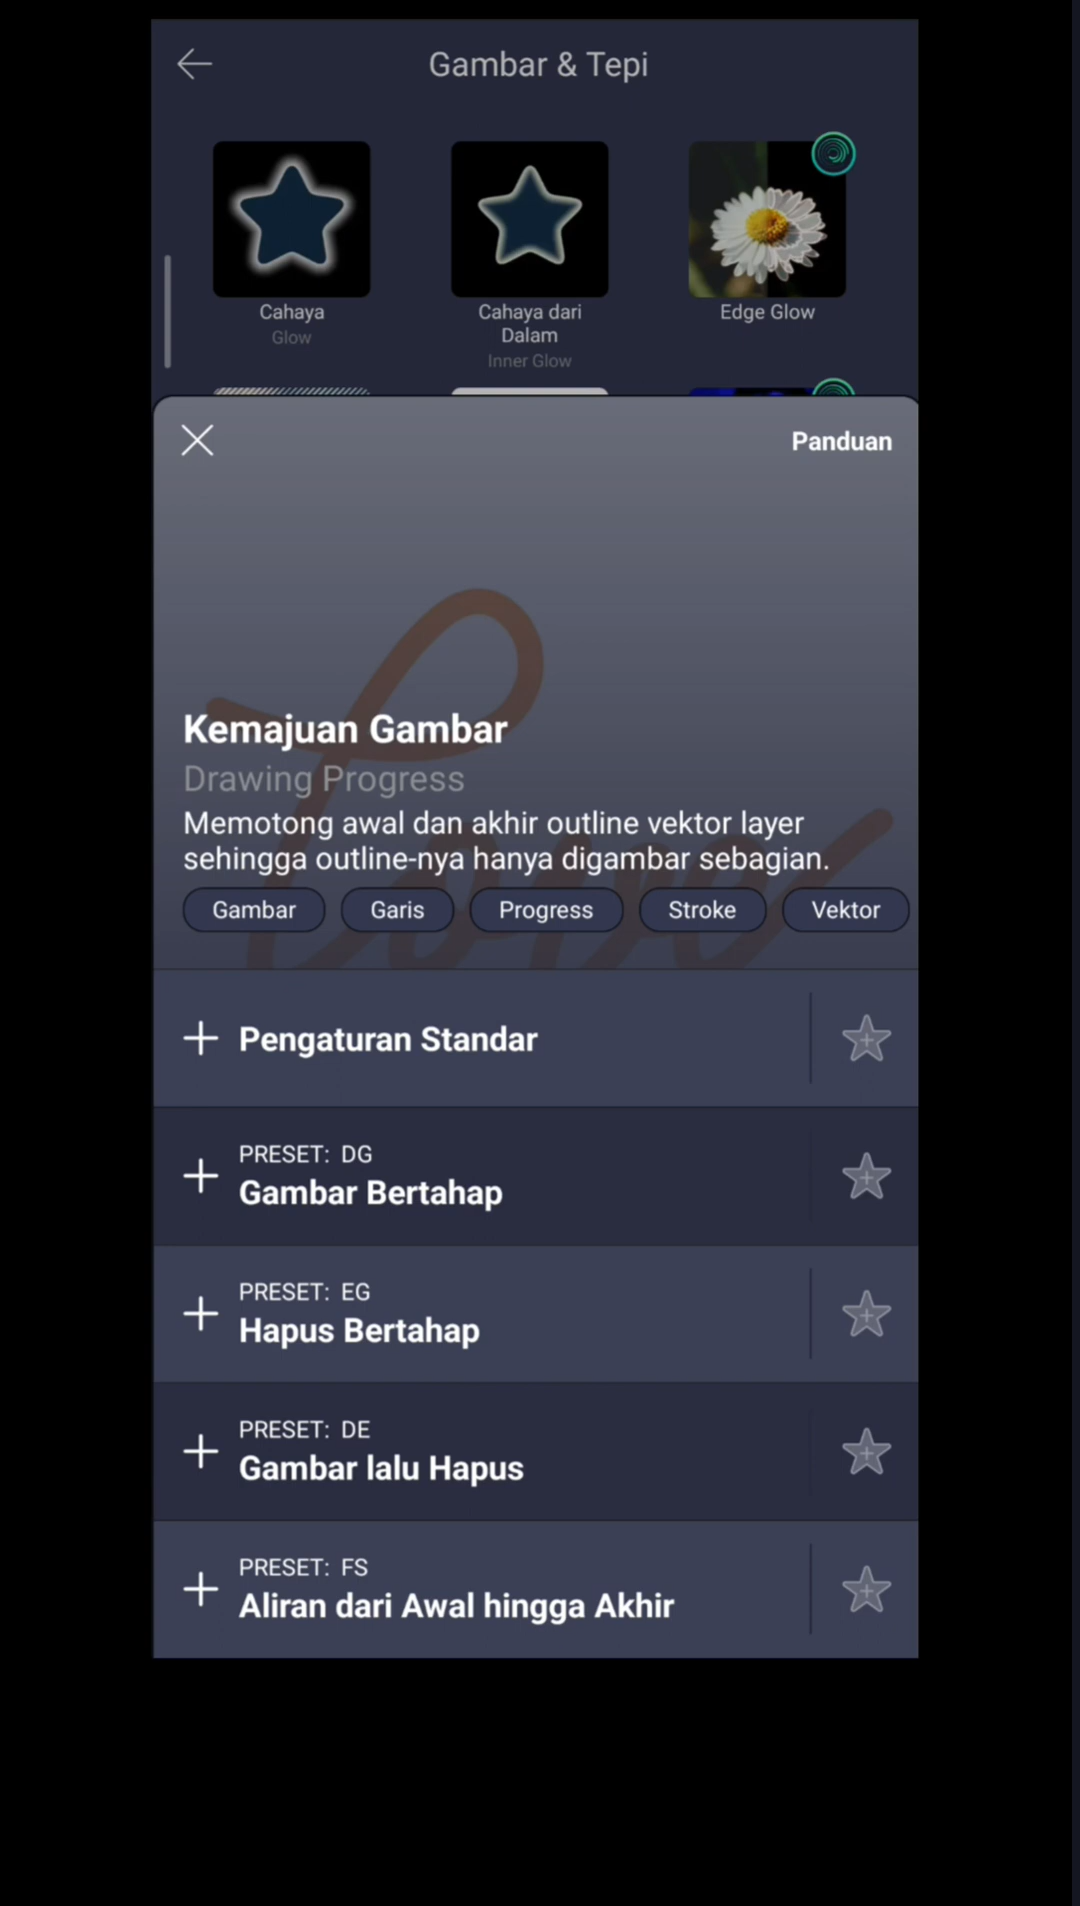 Gambar & Tepi
Cahaya
Glow
Cahaya dari
Dalam
Inner Glow
Edge Glow
Panduan
Kemajuan Gambar
Drawing Progress
Memotong awal dan akhir outline vektor layer
sehingga outline-nya hanya digambar sebagian.
Gambar
Garis
Progress
Stroke
Vektor
Pengaturan Standar
PRESET: DG
Gambar Bertahap
PRESET: EG
Hapus Bertahap
PRESET: DE
Gambar lalu Hapus
PRESET: FS
Aliran dari Awal hingga Akhir